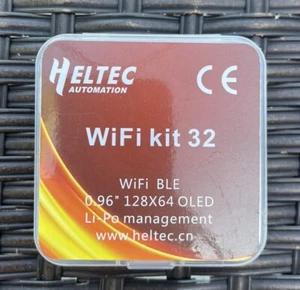 HELTEC
AUTOMATION
CE
WiFi kit 32
WiFi BLE
0.96" 128X64 OLED
Li-Po management
www.heltec.cn